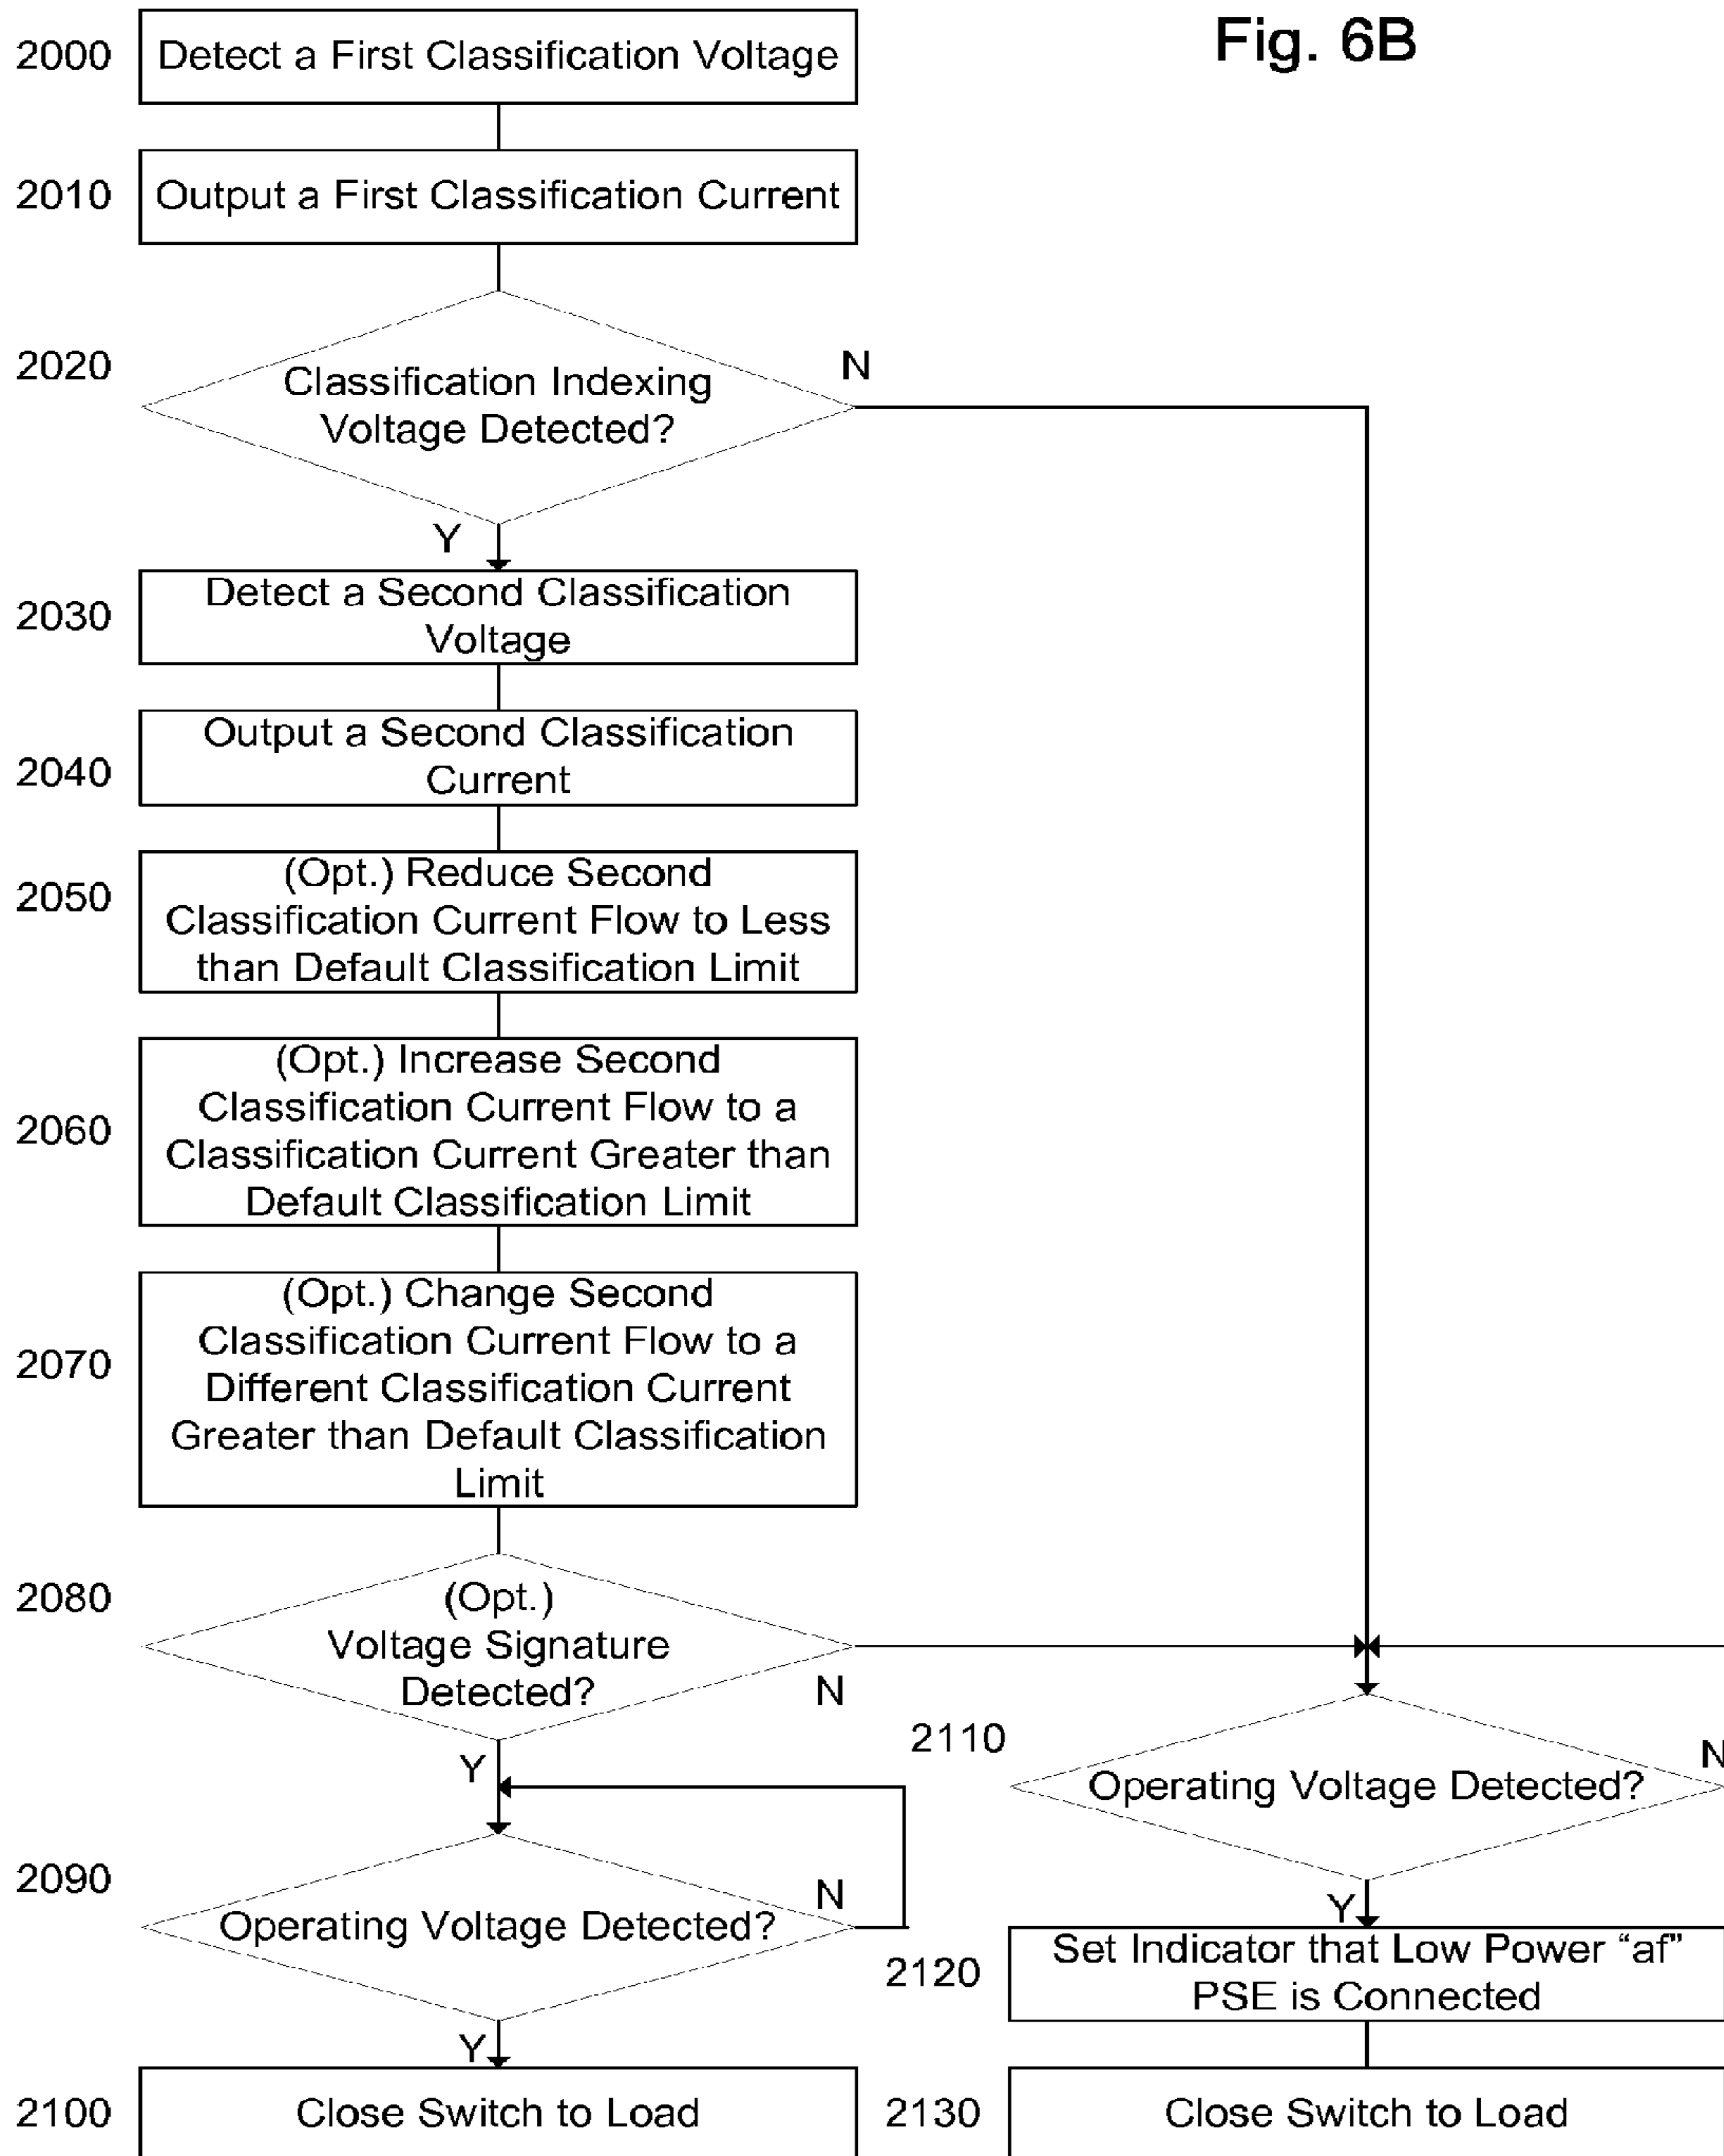 Fig. 6B
2000
Detect a First Classification Voltage
2010
Output a First Classification Current
2020
Classification Indexing
Voltage Detected?
N
Y
2030
Detect a Second Classification
Voltage
2040
Output a Second Classification
Current
2050
(Opt.) Reduce Second
Classification Current Flow to Less
than Default Classification Limit
2060
(Opt.) Increase Second
Classification Current Flow to a
Classification Current Greater than
Default Classification Limit
2070
(Opt.) Change Second
Classification Current Flow to a
Different Classification Current
Greater than Default Classification
Limit
2080
(Opt.)
Voltage Signature
Detected?
N
Y
2090
Operating Voltage Detected?
N
Y
2100
Close Switch to Load
2110
Operating Voltage Detected?
N
Y
2120
Set Indicator that Low Power “af”
PSE is Connected
2130
Close Switch to Load